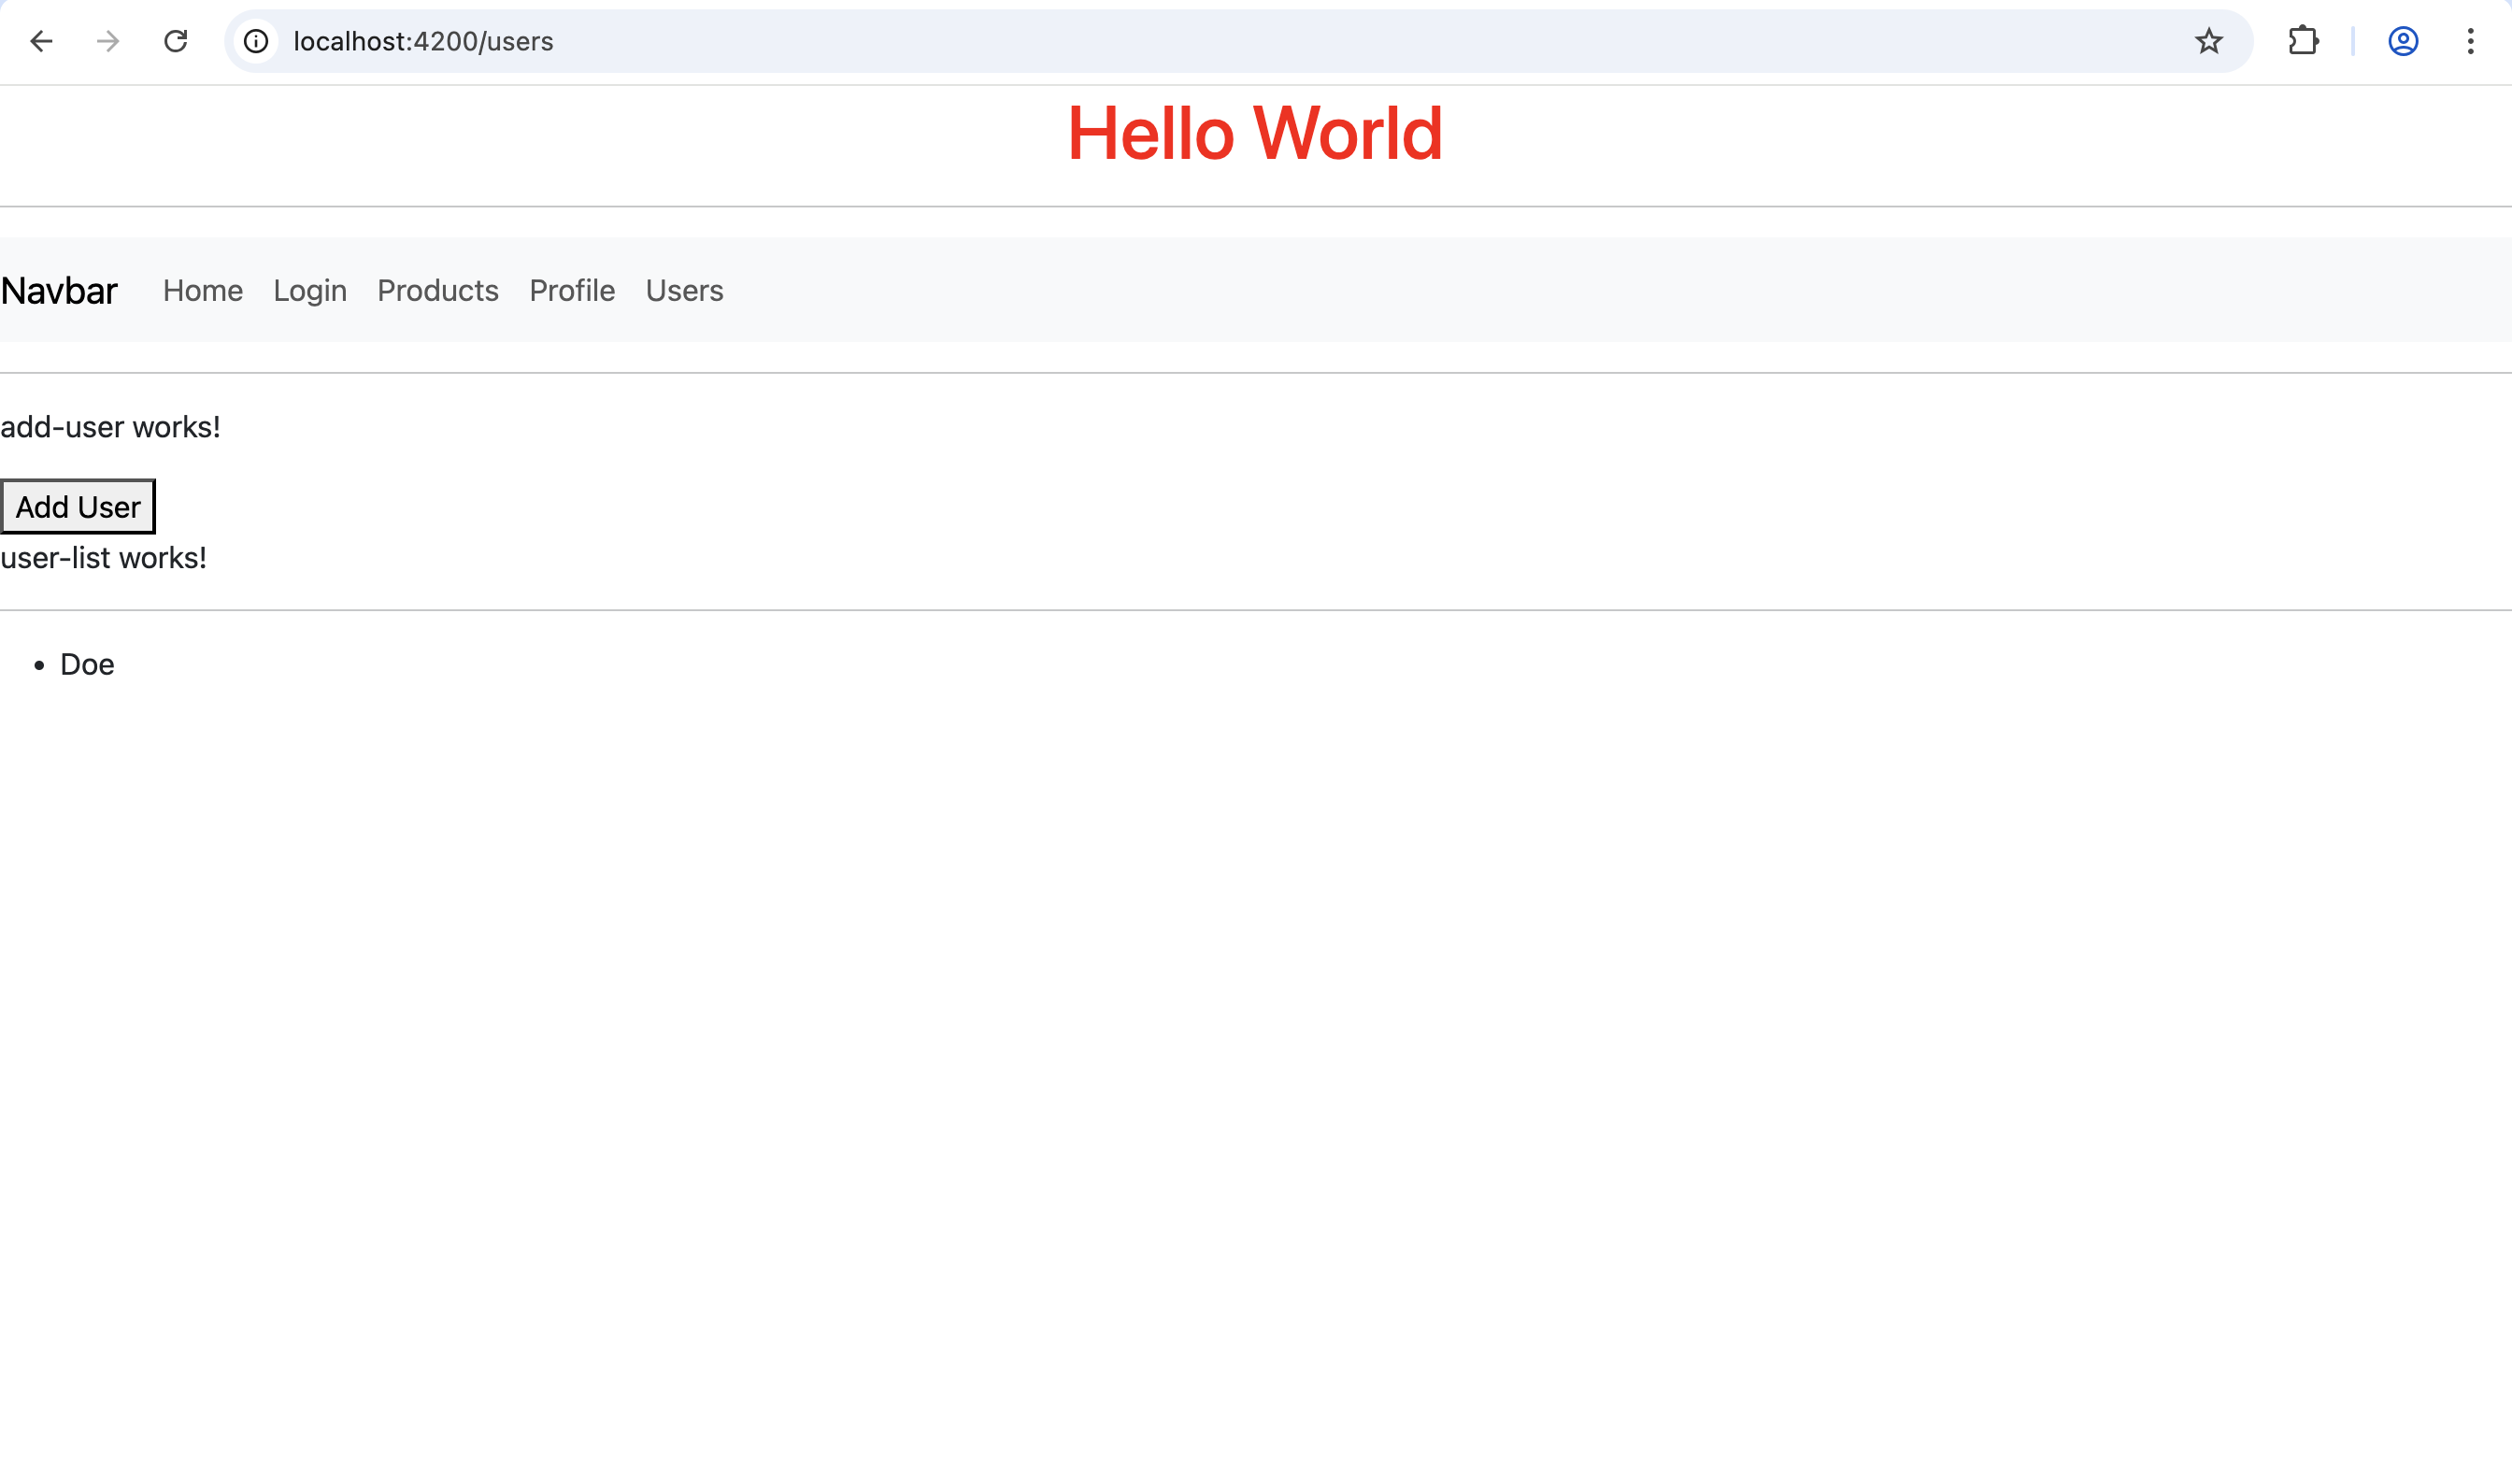 localhost:4200/users
Hello World
Navbar Home Login Products Profile Users
add-user works!
Add User
user-list works!
• Doe